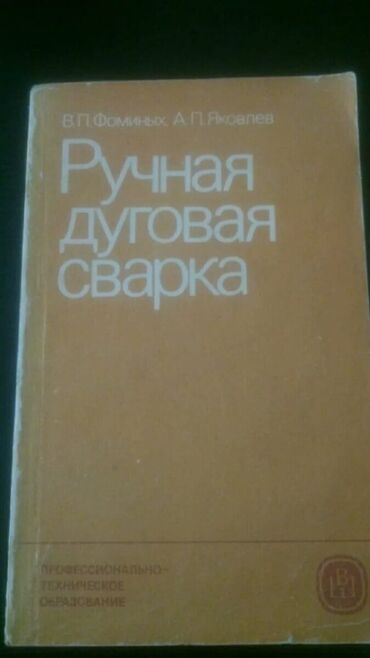 В.П.Фоминых, А.П.Яковлев
Ручная
дуговая
сварка
ПРОФЕССИОНАЛЬНО-
ТЕХНИЧЕСКОЕ
ОБРАЗОВАНИЕ